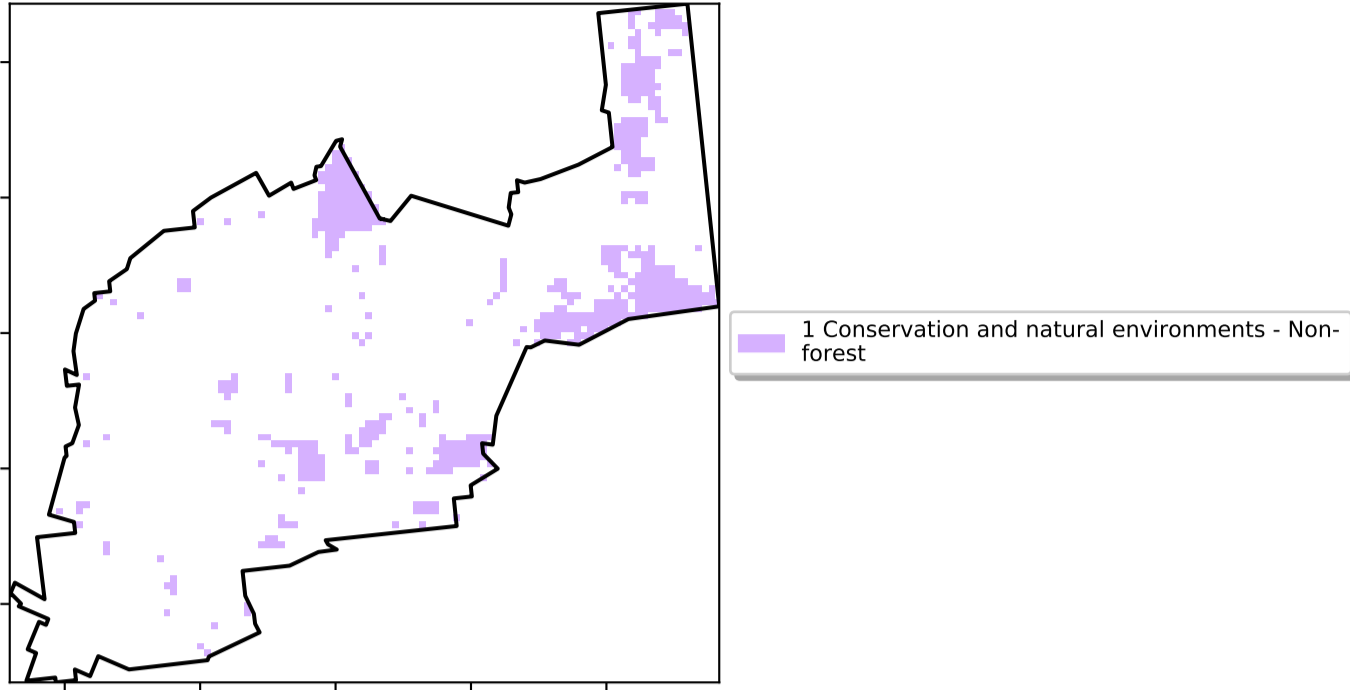 1 Conservation and natural environments - Non-
forest